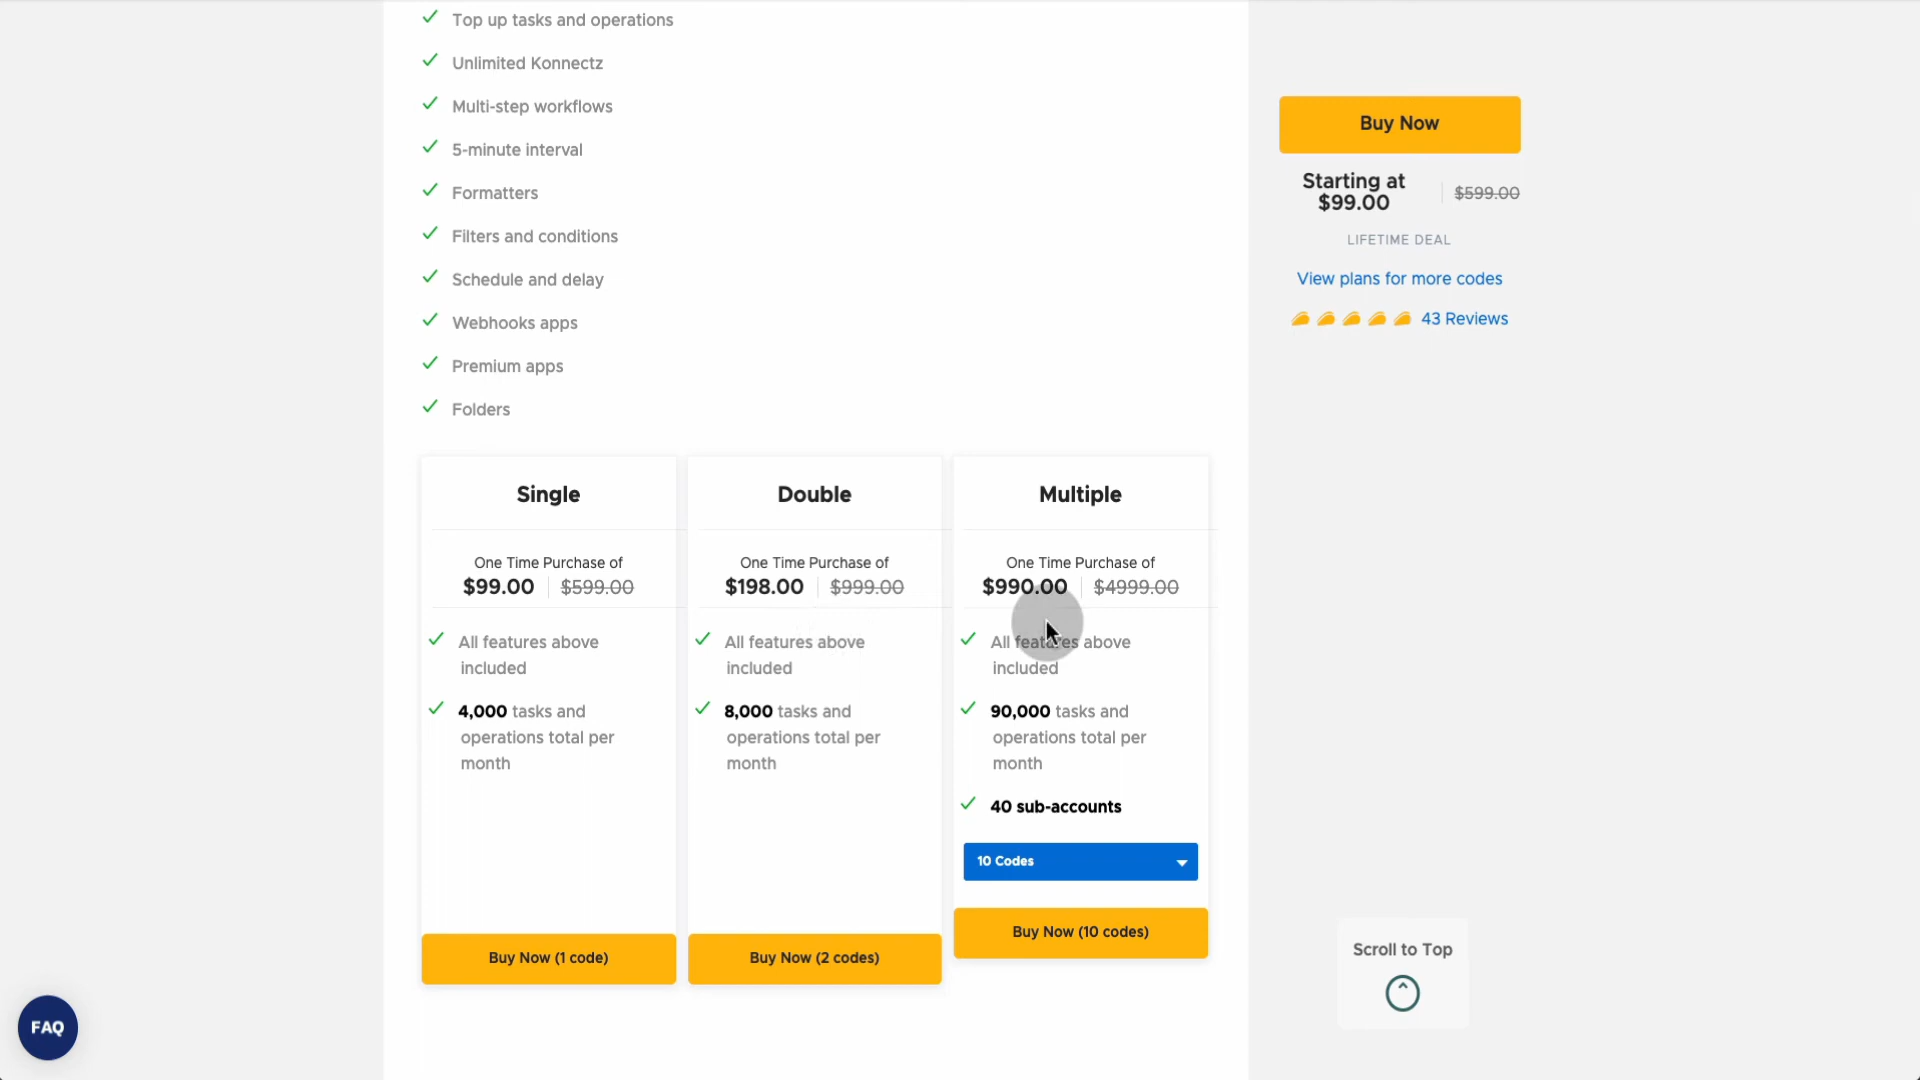 Top up tasks and operations
Unlimited Konnectz
Multi-step workflows
5-minute interval
Formatters
Filters and conditions
Schedule and delay
Webhooks apps
Premium apps
Folders
Buy Now
Starting at
$99.00
$599.00
LIFETIME DEAL
View plans for more codes
43 Reviews
Single
One Time Purchase of
$99.00 $599.00
All features above
included
4,000 tasks and
operations total per
month
Buy Now (1 code)
Double
One Time Purchase of
$198.00 $999.00
All features above
included
8,000 tasks and
operations total per
month
Buy Now (2 codes)
Multiple
One Time Purchase of
$990.00 $4999.00
All features above
included
90,000 tasks and
operations total per
month
40 sub-accounts
10 Codes
Buy Now (10 codes)
Scroll to Top
FAQ